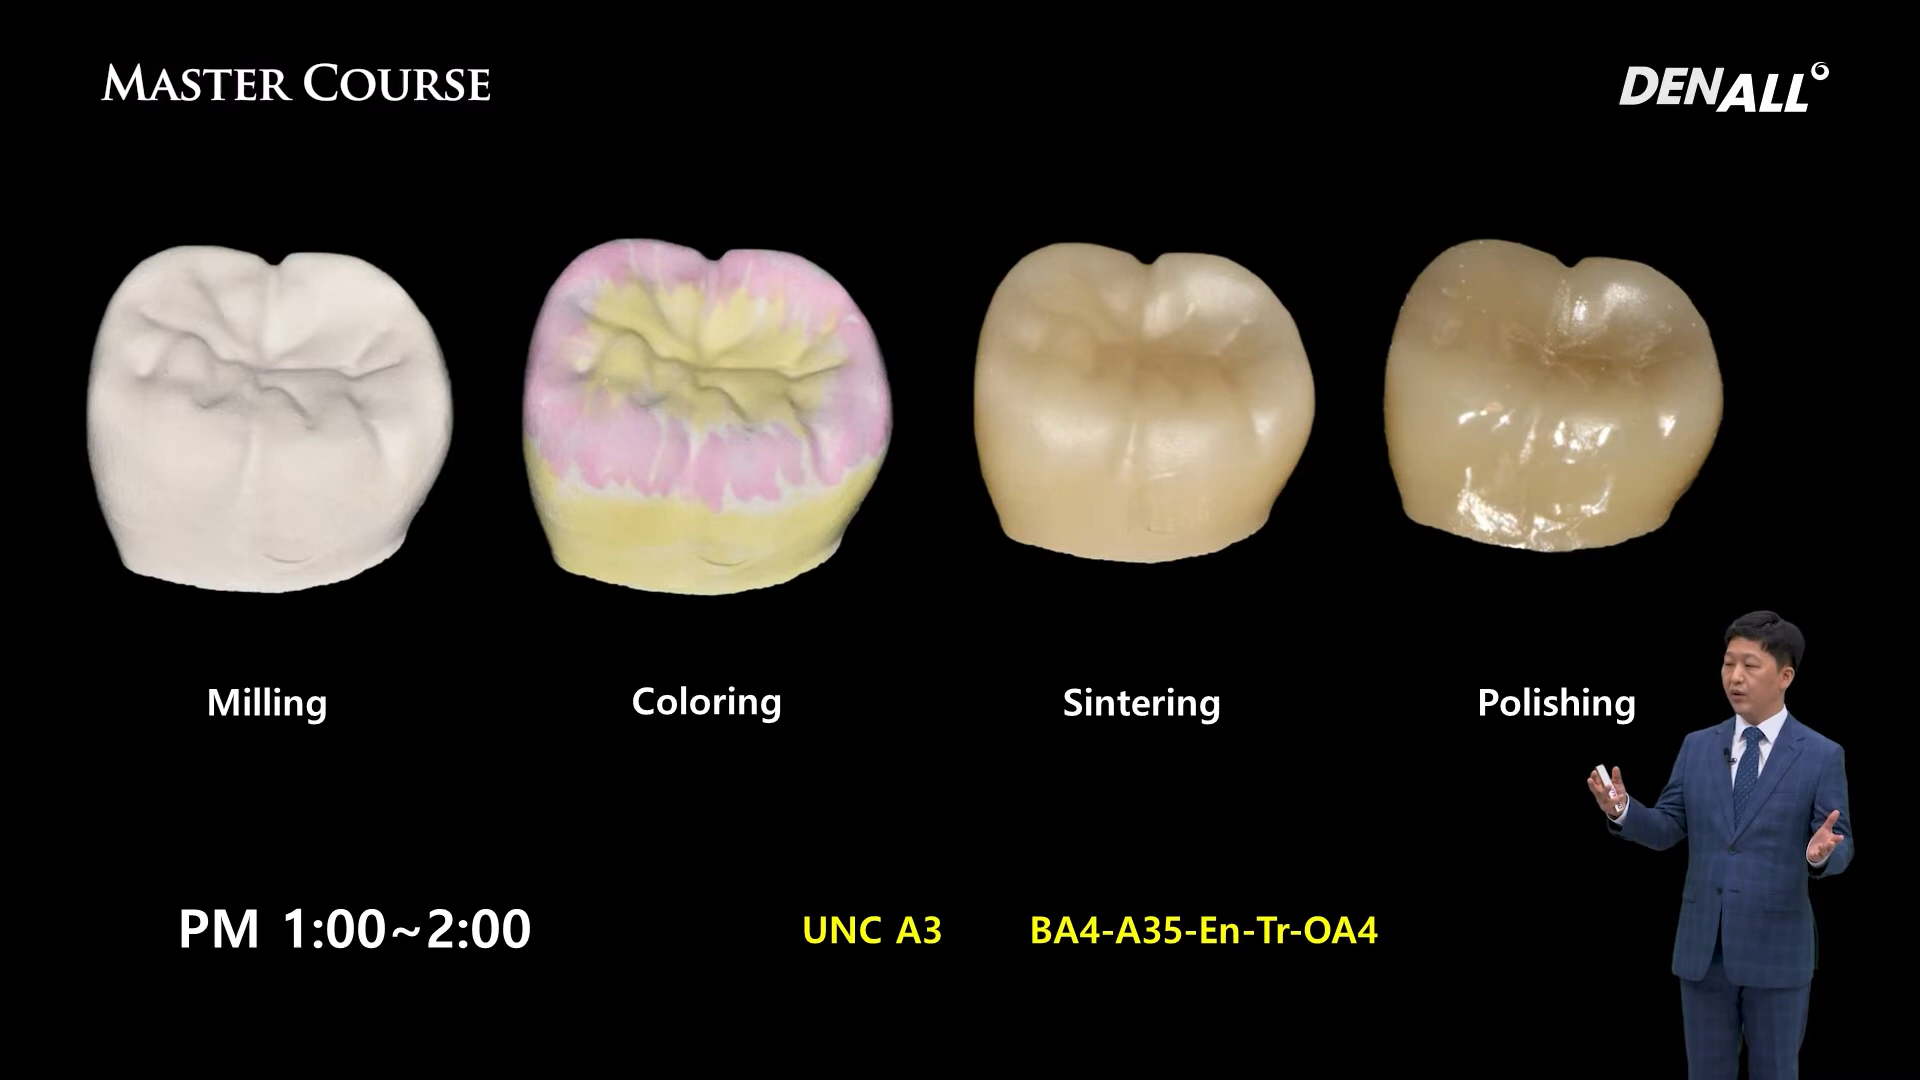 MASTER COURSE
DENALL
Milling
Coloring
Sintering
Polishing
PM 1:00~2:00
UNC A3
BA4-A35-En-Tr-OA4